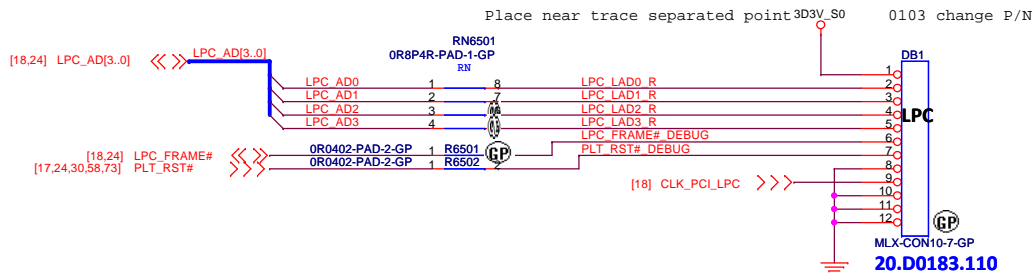 Place near trace separated point 3D3V_S0 0103 change P/N
RN6501
0R8P4R-PAD-1-GP
RN
DB1
[18,24] LPC_AD[3..0] LPC_AD[3..0]
1
LPC_AD0 1 8 LPC_LAD0_R 2
LPC_AD1 2 7 LPC_LAD1_R 3
LPC_AD2 3 LPC_LAD2_R 4
LPC
LPC_AD3 4 LPC_LAD3_R 5
LPC_FRAME#_DEBUG 6
[18,24] LPC_FRAME# 0R0402-PAD-2-GP 1 R6501 GP PLT_RST#_DEBUG 7
[17,24,30,58,73] PLT_RST# 0R0402-PAD-2-GP 1 R6502 2 8
[18] CLK_PCI_LPC 9
10
11
12 GP
MLX-CON10-7-GP
20.D0183.110